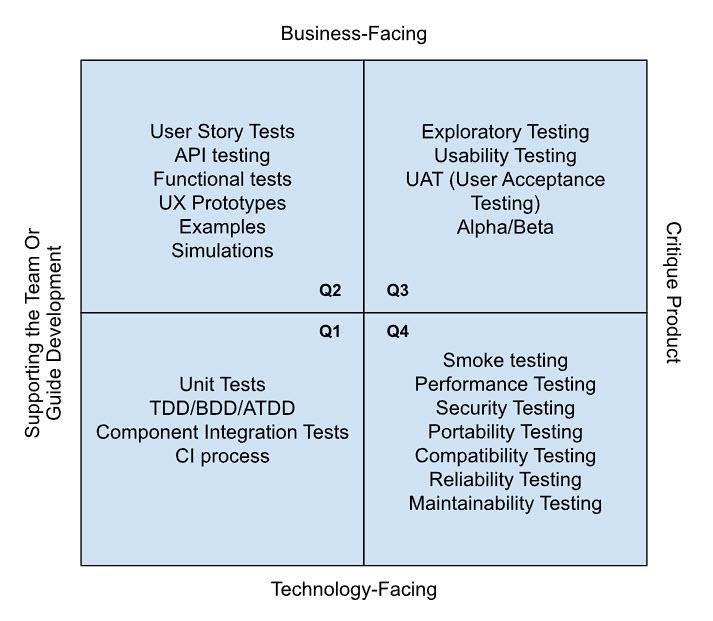 Business-Facing
User Story Tests
API testing
Functional tests
UX Prototypes
Examples
Simulations
Q2
Exploratory Testing
Usability Testing
UAT (User Acceptance
Testing)
Alpha/Beta
Q3
Supporting the Team Or
Guide Development
Critique Product
Q1
Unit Tests
TDD/BDD/ATDD
Component Integration Tests
CI process
Q4
Smoke testing
Performance Testing
Security Testing
Portability Testing
Compatibility Testing
Reliability Testing
Maintainability Testing
Technology-Facing